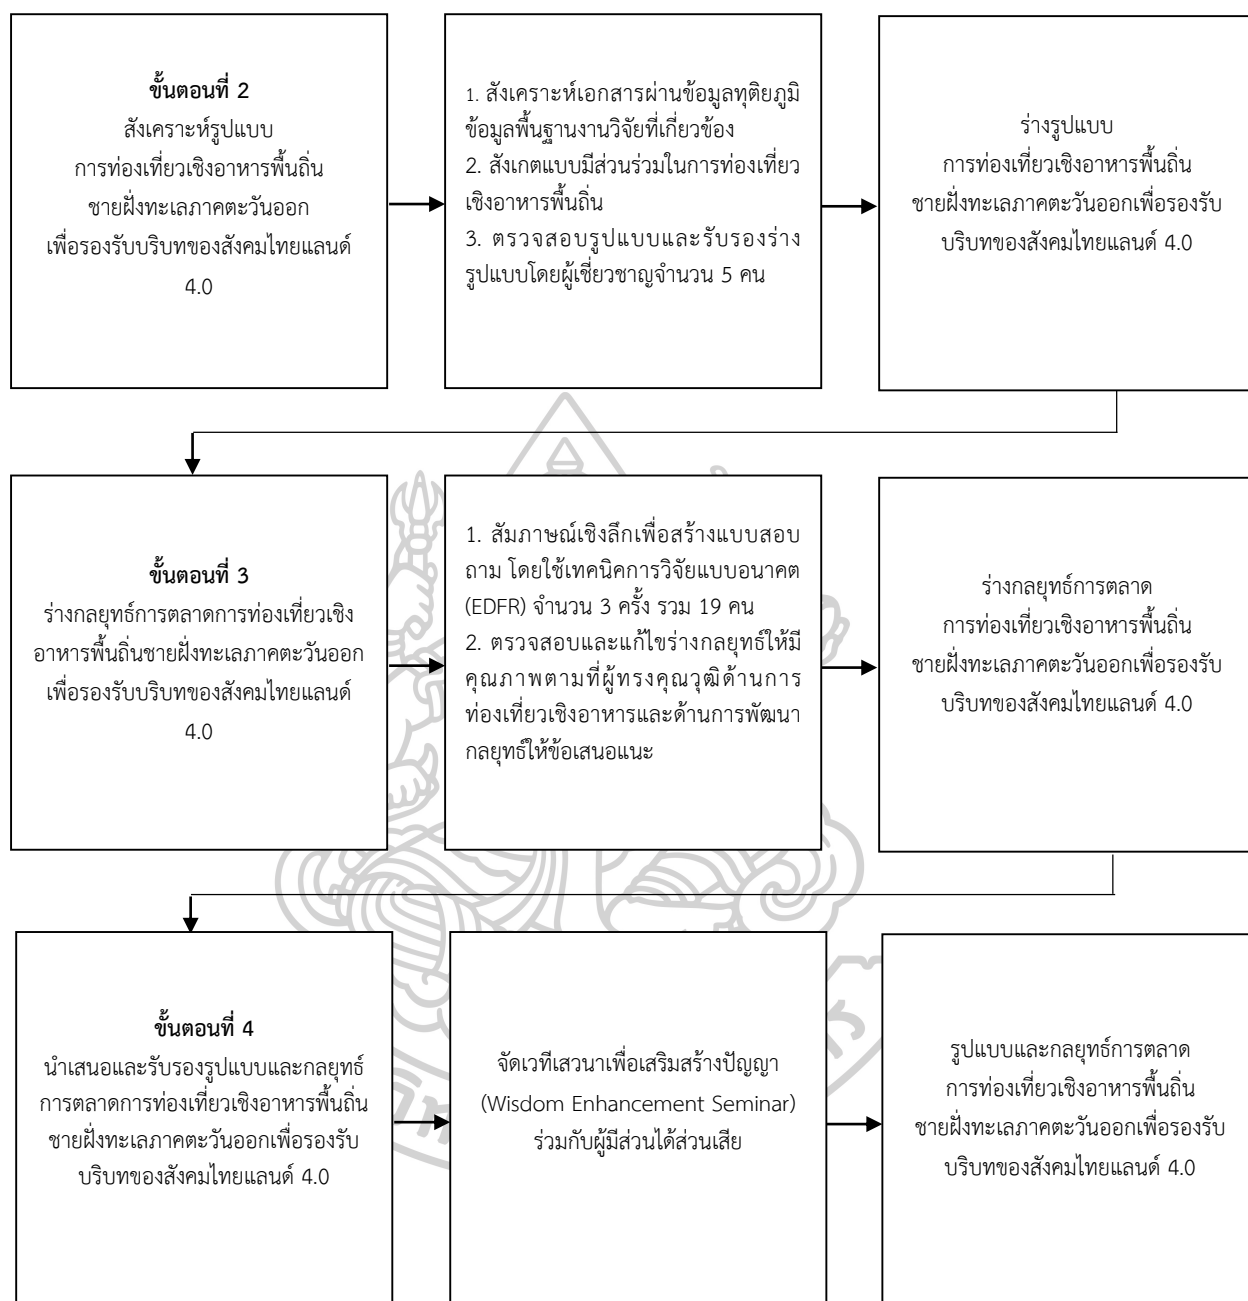 ขั้นตอนที่ 2
สังเคราะห์รูปแบบ
การท่องเที่ยวเชิงอาหารพื้นถิ่น
ชายฝั่งทะเลภาคตะวันออก
เพื่อรองรับบริบทของสังคมไทยแลนด์
4.0
1. สังเคราะห์เอกสารผ่านข้อมูลทุติยภูมิ
ข้อมูลพื้นฐานงานวิจัยที่เกี่ยวข้อง
2. สังเกตแบบมีส่วนร่วมในการท่องเที่ยว
เชิงอาหารพื้นถิ่น
3. ตรวจสอบรูปแบบและรับรองร่าง
รูปแบบโดยผู้เชี่ยวชาญจำนวน 5 คน
ร่างรูปแบบ
การท่องเที่ยวเชิงอาหารพื้นถิ่น
ชายฝั่งทะเลภาคตะวันออกเพื่อรองรับ
บริบทของสังคมไทยแลนด์ 4.0
ขั้นตอนที่ 3
ร่างกลยุทธ์การตลาดการท่องเที่ยวเชิง
อาหารพื้นถิ่นชายฝั่งทะเลภาคตะวันออก
เพื่อรองรับบริบทของสังคมไทยแลนด์
4.0
1. สัมภาษณ์เชิงลึกเพื่อสร้างแบบสอบ
ถาม โดยใช้เทคนิคการวิจัยแบบอนาคต
(EDFR) จำนวน 3 ครั้ง รวม 19 คน
2. ตรวจสอบและแก้ไขร่างกลยุทธ์ให้มี
คุณภาพตามที่ผู้ทรงคุณวุฒิด้านการ
ท่องเที่ยวเชิงอาหารและด้านการพัฒนา
กลยุทธ์ให้ข้อเสนอแนะ
ร่างกลยุทธ์การตลาด
การท่องเที่ยวเชิงอาหารพื้นถิ่น
ชายฝั่งทะเลภาคตะวันออกเพื่อรองรับ
บริบทของสังคมไทยแลนด์ 4.0
ขั้นตอนที่ 4
นำเสนอและรับรองรูปแบบและกลยุทธ์
การตลาดการท่องเที่ยวเชิงอาหารพื้นถิ่น
ชายฝั่งทะเลภาคตะวันออกเพื่อรองรับ
บริบทของสังคมไทยแลนด์ 4.0
จัดเวทีเสวนาเพื่อเสริมสร้างปัญญา
(Wisdom Enhancement Seminar)
ร่วมกับผู้มีส่วนได้ส่วนเสีย
รูปแบบและกลยุทธ์การตลาด
การท่องเที่ยวเชิงอาหารพื้นถิ่น
ชายฝั่งทะเลภาคตะวันออกเพื่อรองรับ
บริบทของสังคมไทยแลนด์ 4.0